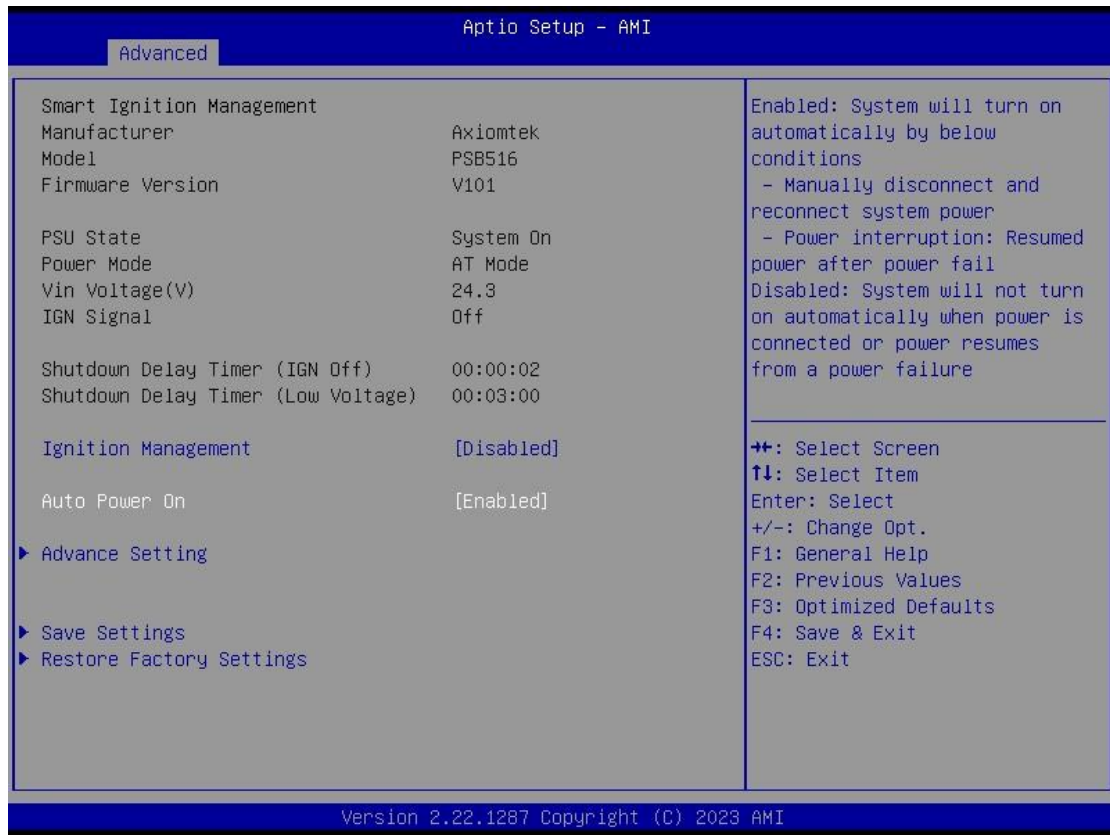 Aptio Setup – AMI
Advanced
Smart Ignition Management
Manufacturer Axiomtek
Model PSB516
Firmware Version V101
PSU State System On
Power Mode AT Mode
Vin Voltage(V) 24.3
IGN Signal Off
Shutdown Delay Timer (IGN Off) 00:00:02
Shutdown Delay Timer (Low Voltage) 00:03:00
Ignition Management [Disabled]
Auto Power On [Enabled]
▶ Advance Setting
▶ Save Settings
▶ Restore Factory Settings
Enabled: System will turn on
automatically by below
conditions
– Manually disconnect and
reconnect system power
– Power interruption: Resumed
power after power fail
Disabled: System will not turn
on automatically when power is
connected or power resumes
from a power failure
→←: Select Screen
↑↓: Select Item
Enter: Select
+/-: Change Opt.
F1: General Help
F2: Previous Values
F3: Optimized Defaults
F4: Save & Exit
ESC: Exit
Version 2.22.1287 Copyright (C) 2023 AMI